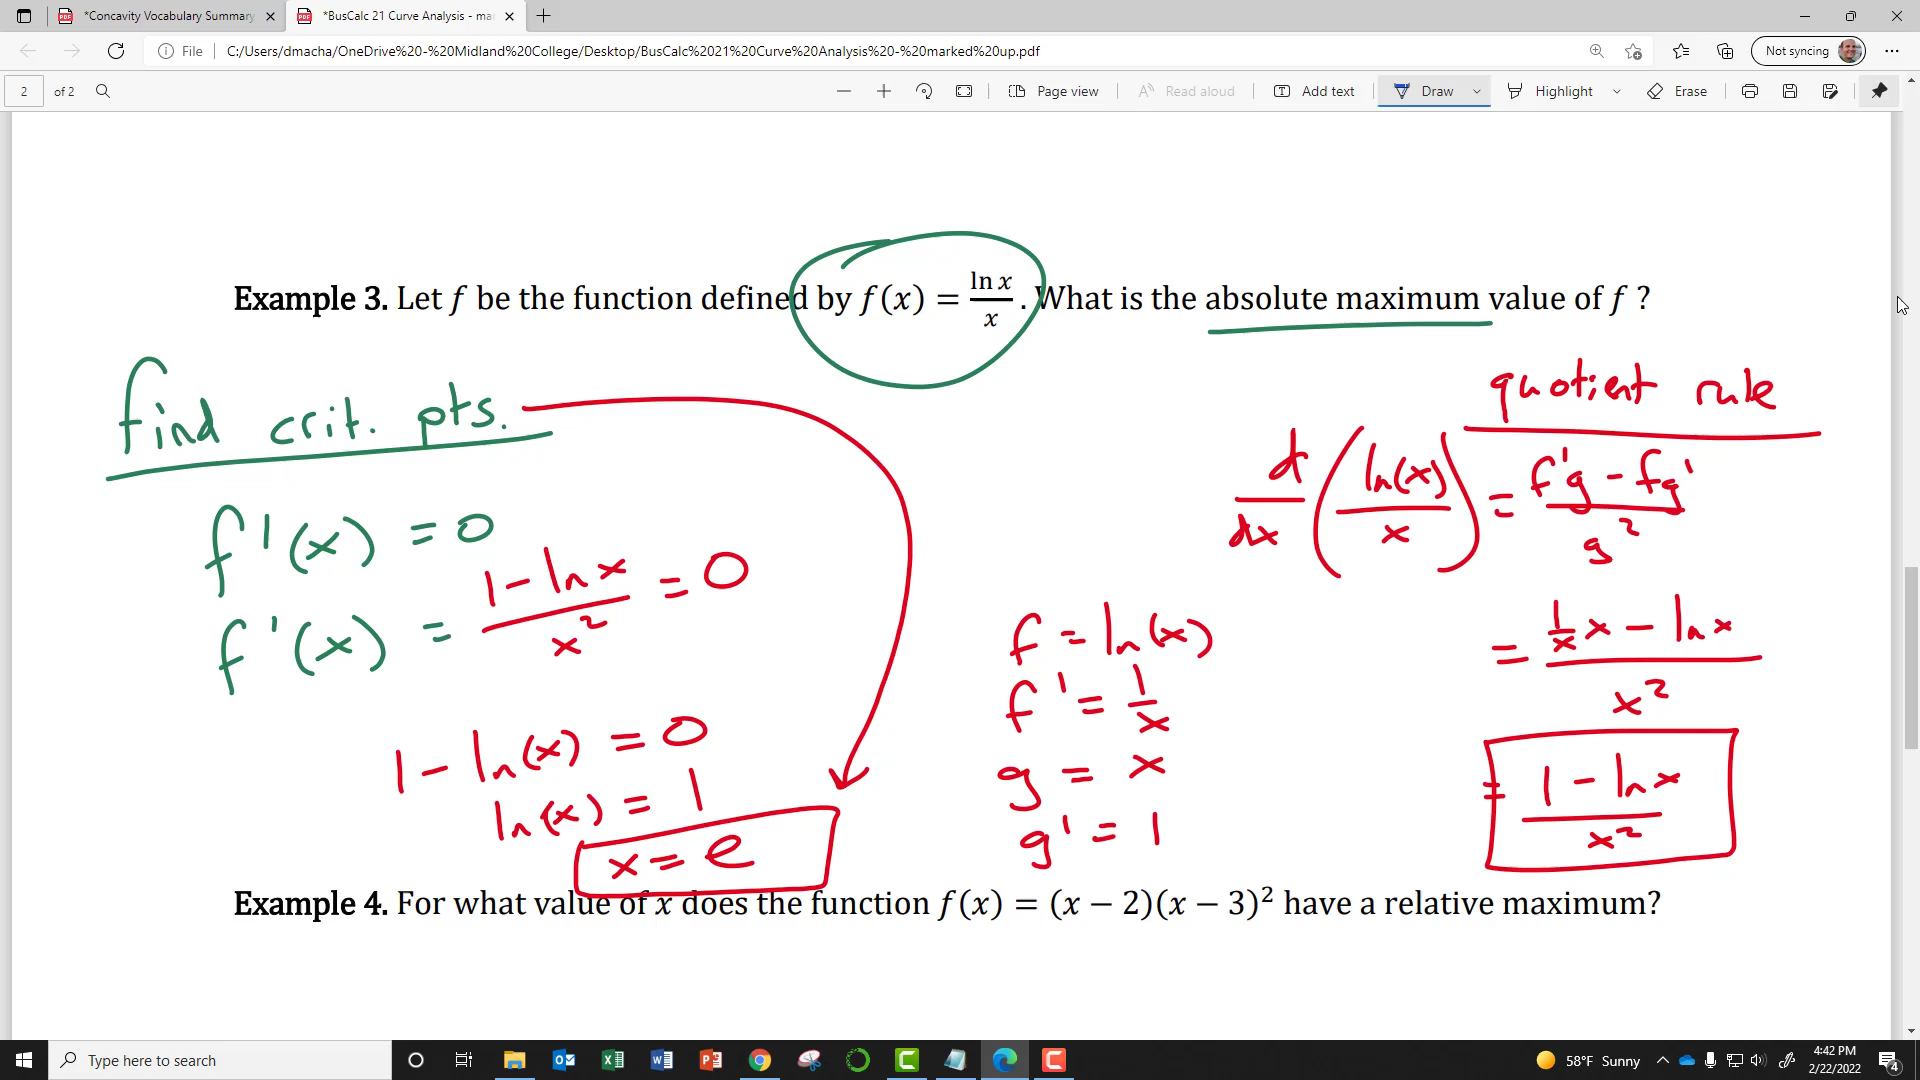 *Concavity Vocabulary Summary
*BusCalc 21 Curve Analysis - mar
File C:/Users/dmacha/OneDrive%20-%20Midland%20College/Desktop/BusCalc%2021%20Curve%20Analysis%20-%20marked%20up.pdf
Not syncing
2 of 2
Page view
Read aloud
Add text
Draw
Highlight
Erase
Example 3. Let f be the function defined by f(x) = ln x / x . What is the absolute maximum value of f ?
find crit. pts.
f'(x) = 0
f'(x) = 1 - ln x / x² = 0
1 - ln(x) = 0
ln(x) = 1
x = e
f = ln(x)
f' = 1/x
g = x
g' = 1
quotient rule
d/dx (ln(x)/x) = f'g - fg' / g²
= 1/x x - ln x / x²
= 1 - ln x / x²
Example 4. For what value of x does the function f(x) = (x − 2)(x − 3)² have a relative maximum?
Type here to search
58°F Sunny
4:42 PM
2/22/2022
4